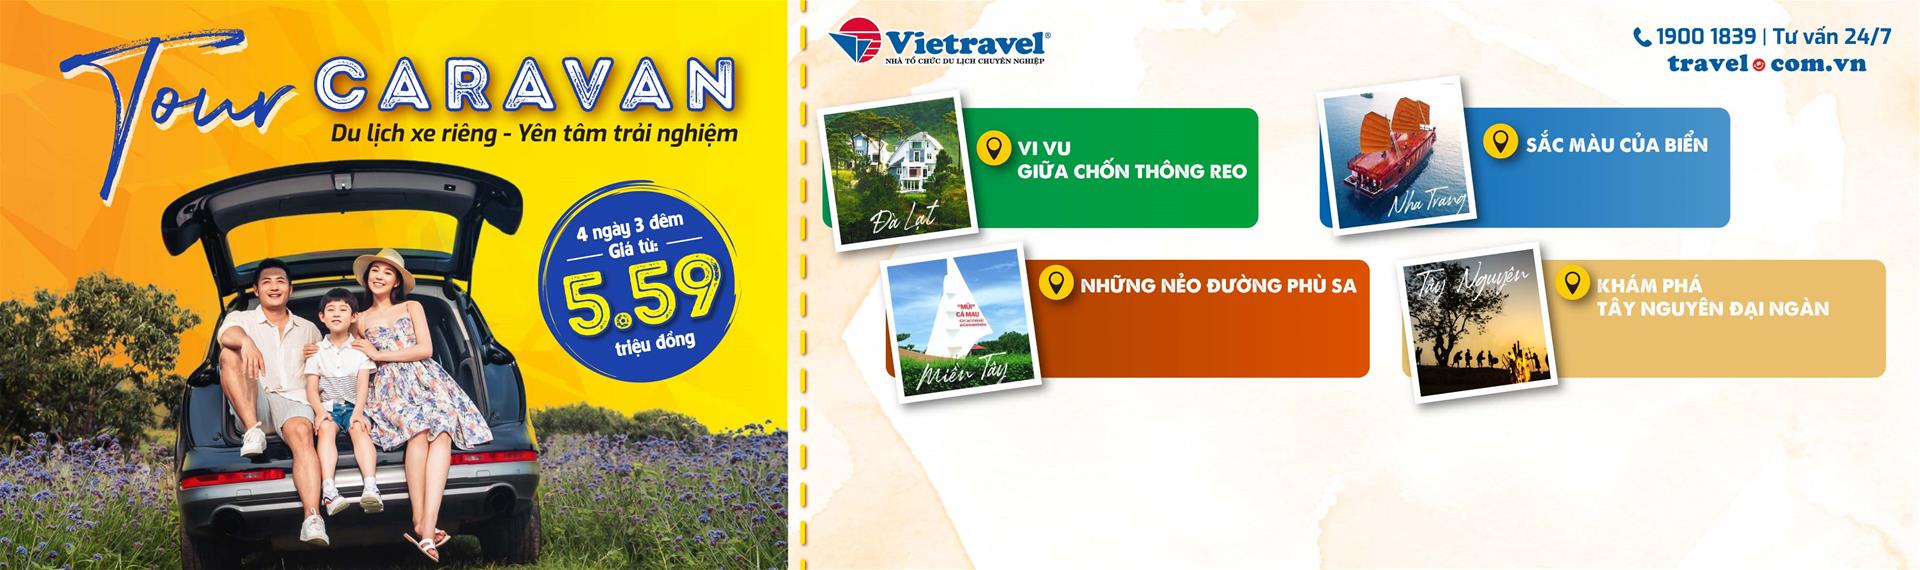 Tour CARAVAN
Du lịch xe riêng - Yên tâm trải nghiệm
4 ngày 3 đêm
Giá từ:
5.59
triệu đồng
Vietravel®
NHÀ TỔ CHỨC DU LỊCH CHUYÊN NGHIỆP
1900 1839 | Tư vấn 24/7
travel.com.vn
Đà Lạt
VI VU
GIỮA CHỐN THÔNG REO
Nha Trang
SẮC MÀU CỦA BIỂN
"MŨI"
CÀ MAU
Miền Tây
NHỮNG NẺO ĐƯỜNG PHÙ SA
Tây Nguyên
KHÁM PHÁ
TÂY NGUYÊN ĐẠI NGÀN